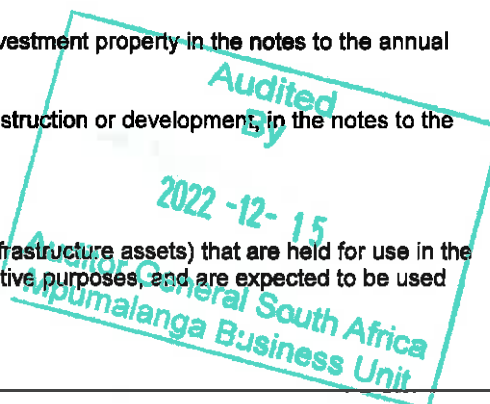 vestment property in the notes to the annual
Audited
By
struction or development, in the notes to the
2022 -12- 15
frastructure assets) that are held for use in the
tive purposes, and are expected to be used
Auditor General South Africa
Mpumalanga Business Unit